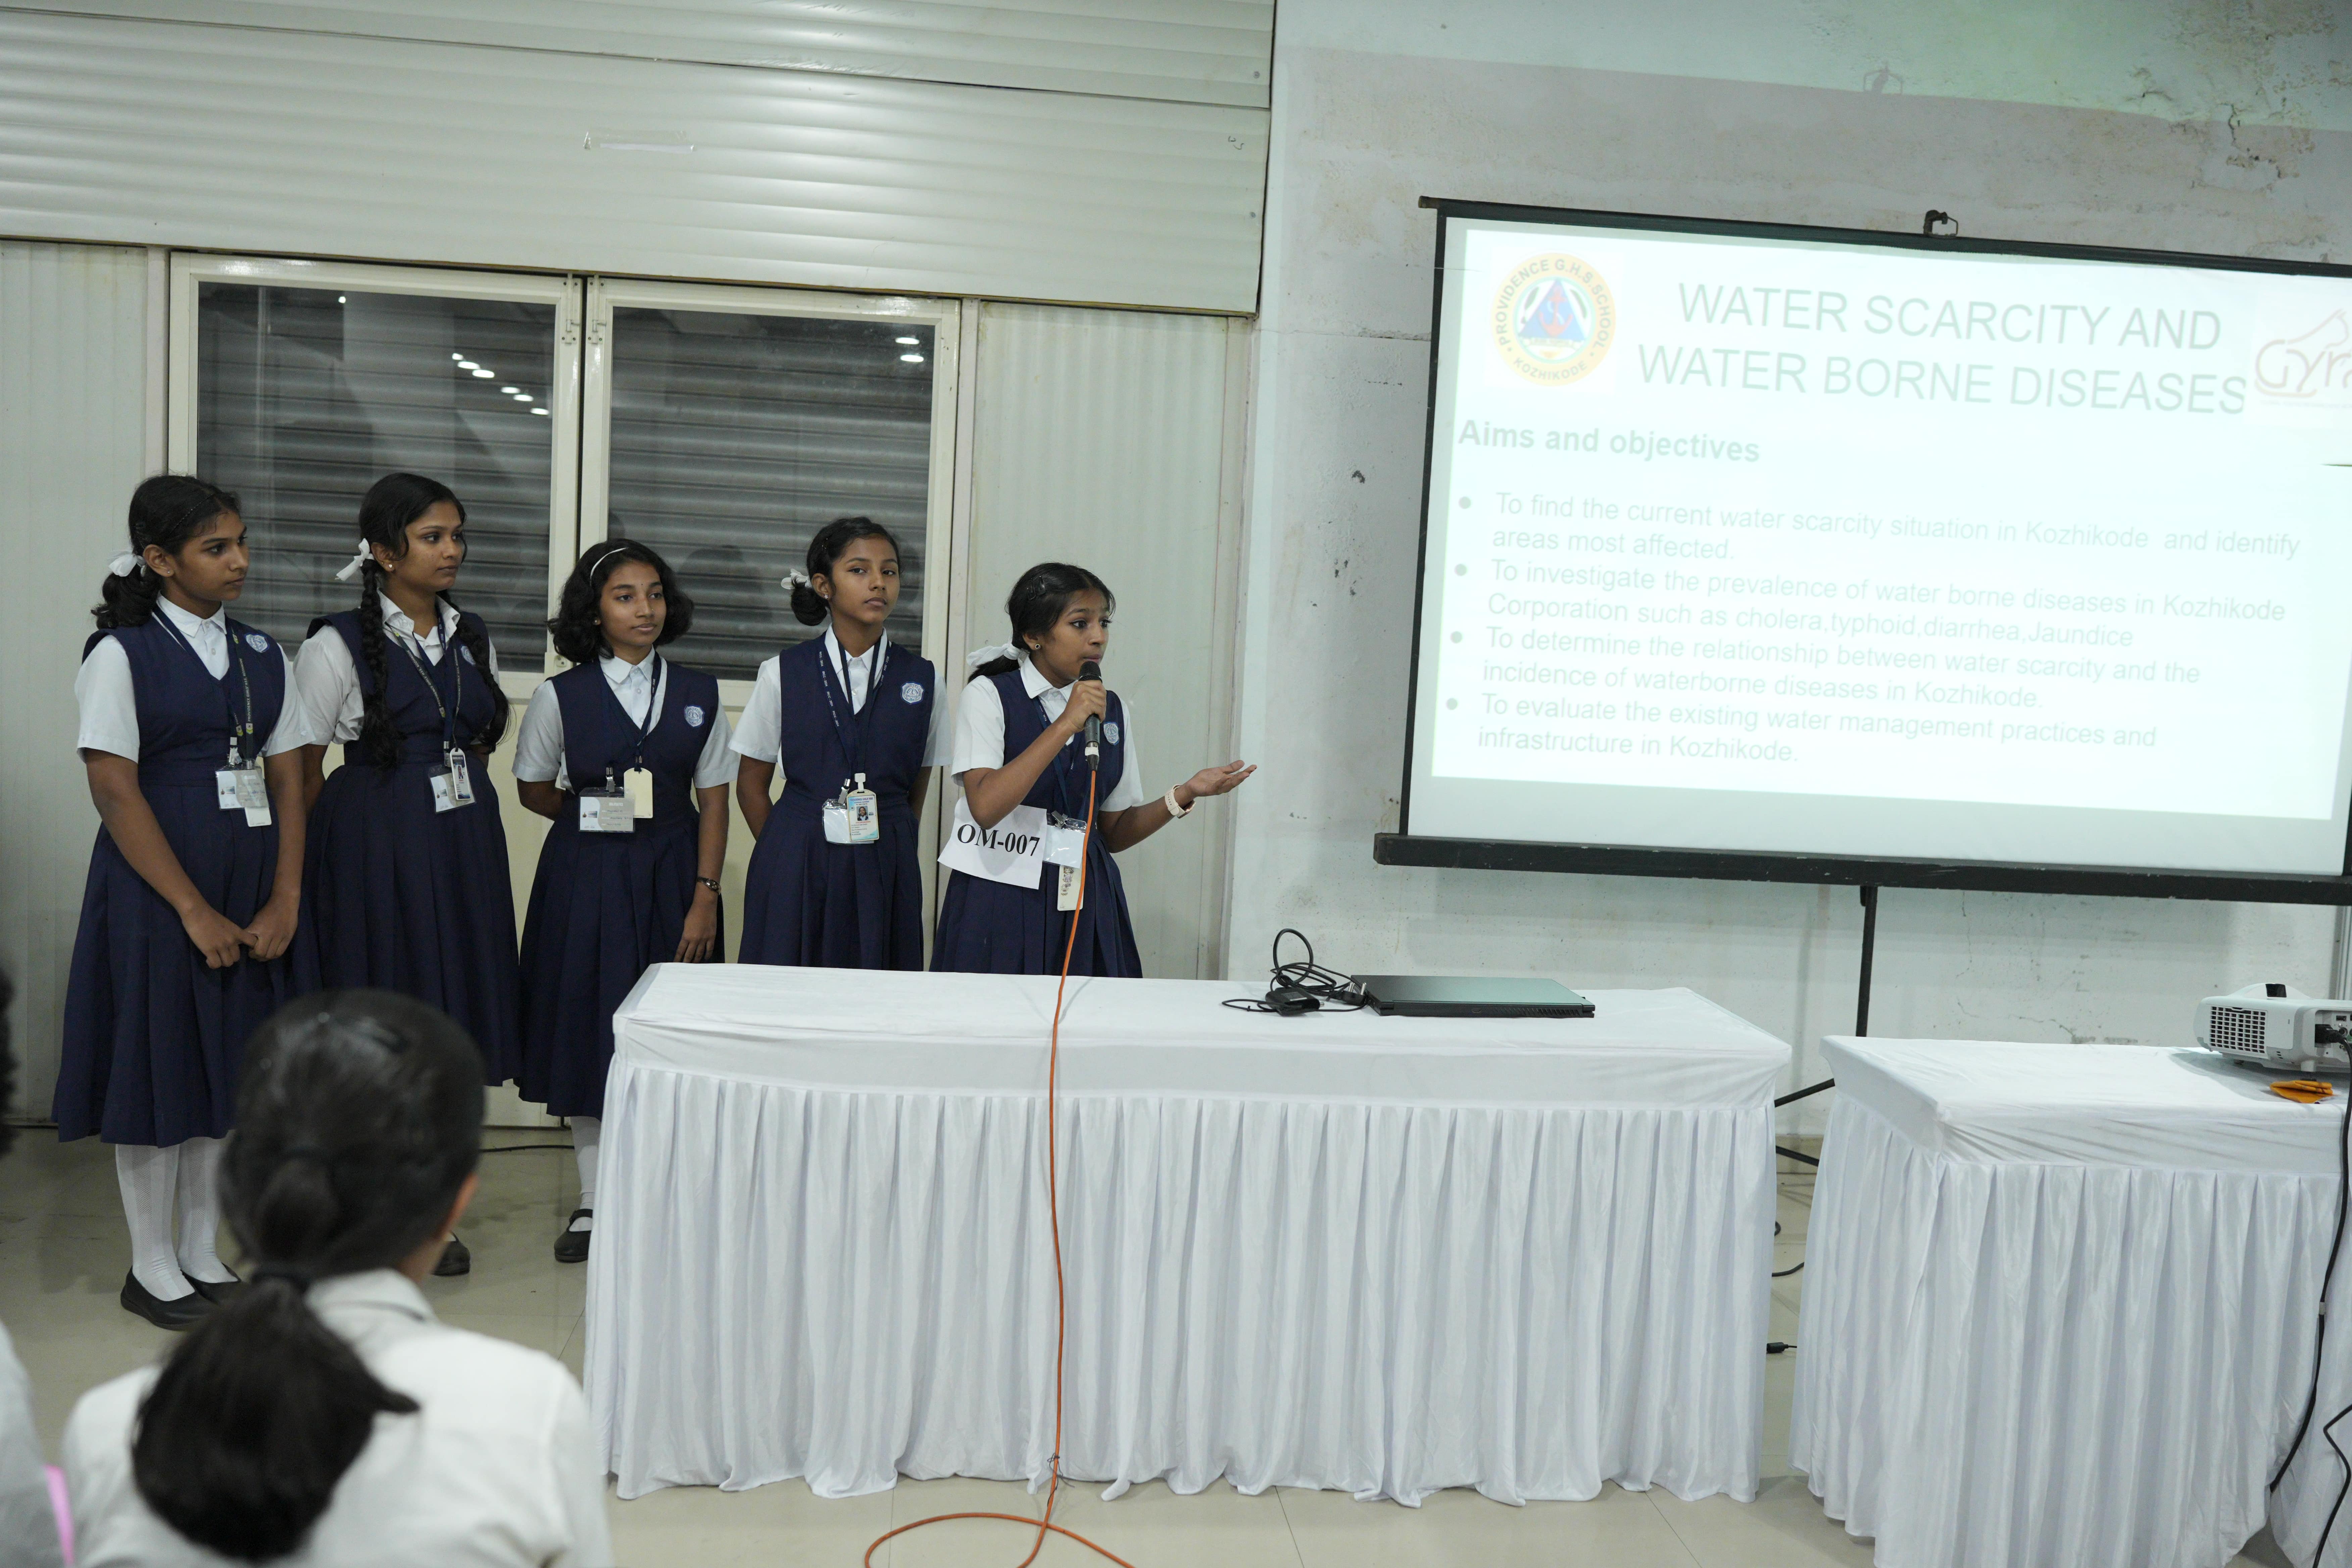 PROVIDENCE G.H.S.SCHOOL
KOZHIKODE
WATER SCARCITY AND
WATER BORNE DISEASES
Aims and objectives
● To find the current water scarcity situation in Kozhikode and identify
areas most affected.
● To investigate the prevalence of water borne diseases in Kozhikode
Corporation such as cholera,typhoid,diarrhea,Jaundice
● To determine the relationship between water scarcity and the
incidence of waterborne diseases in Kozhikode.
● To evaluate the existing water management practices and
infrastructure in Kozhikode.
OM-007